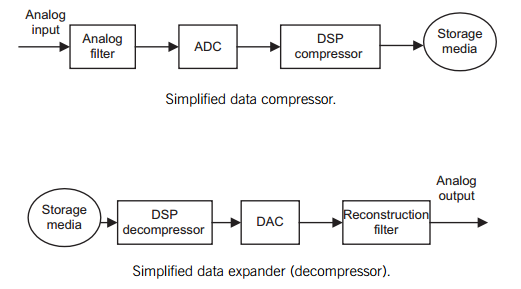 Analog
input
Analog
filter
ADC
DSP
compressor
Storage
media
Simplified data compressor.
Storage
media
DSP
decompressor
DAC
Reconstruction
filter
Analog
output
Simplified data expander (decompressor).